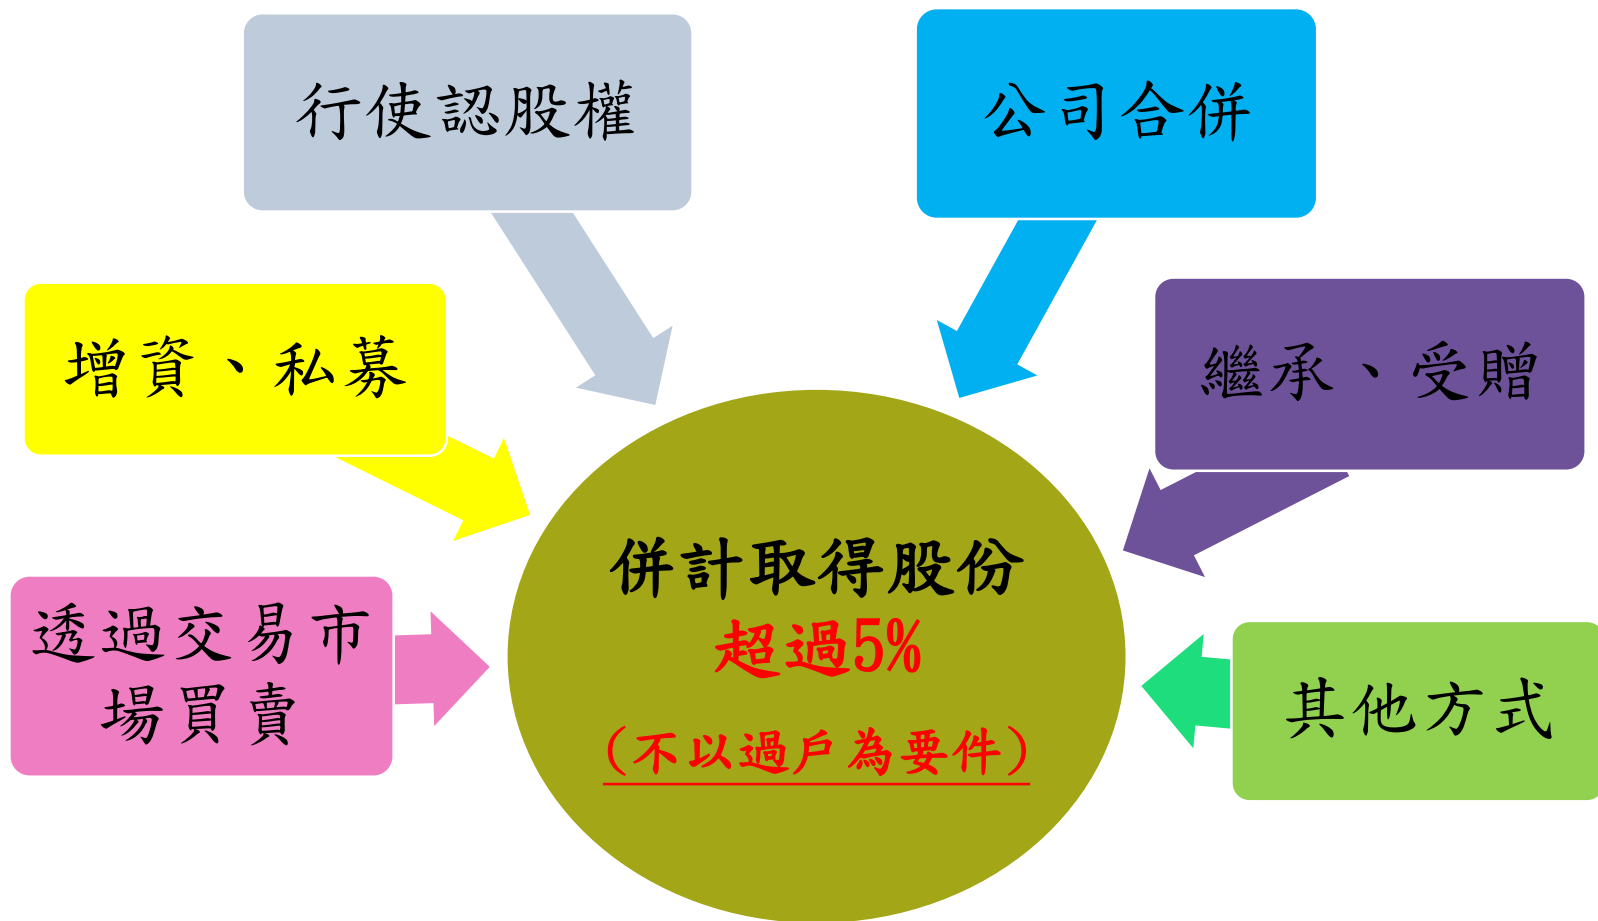 行使認股權
公司合併
增資、私募
繼承、受贈
透過交易市
場買賣
併計取得股份
超過5%
(不以過戶為要件)
其他方式